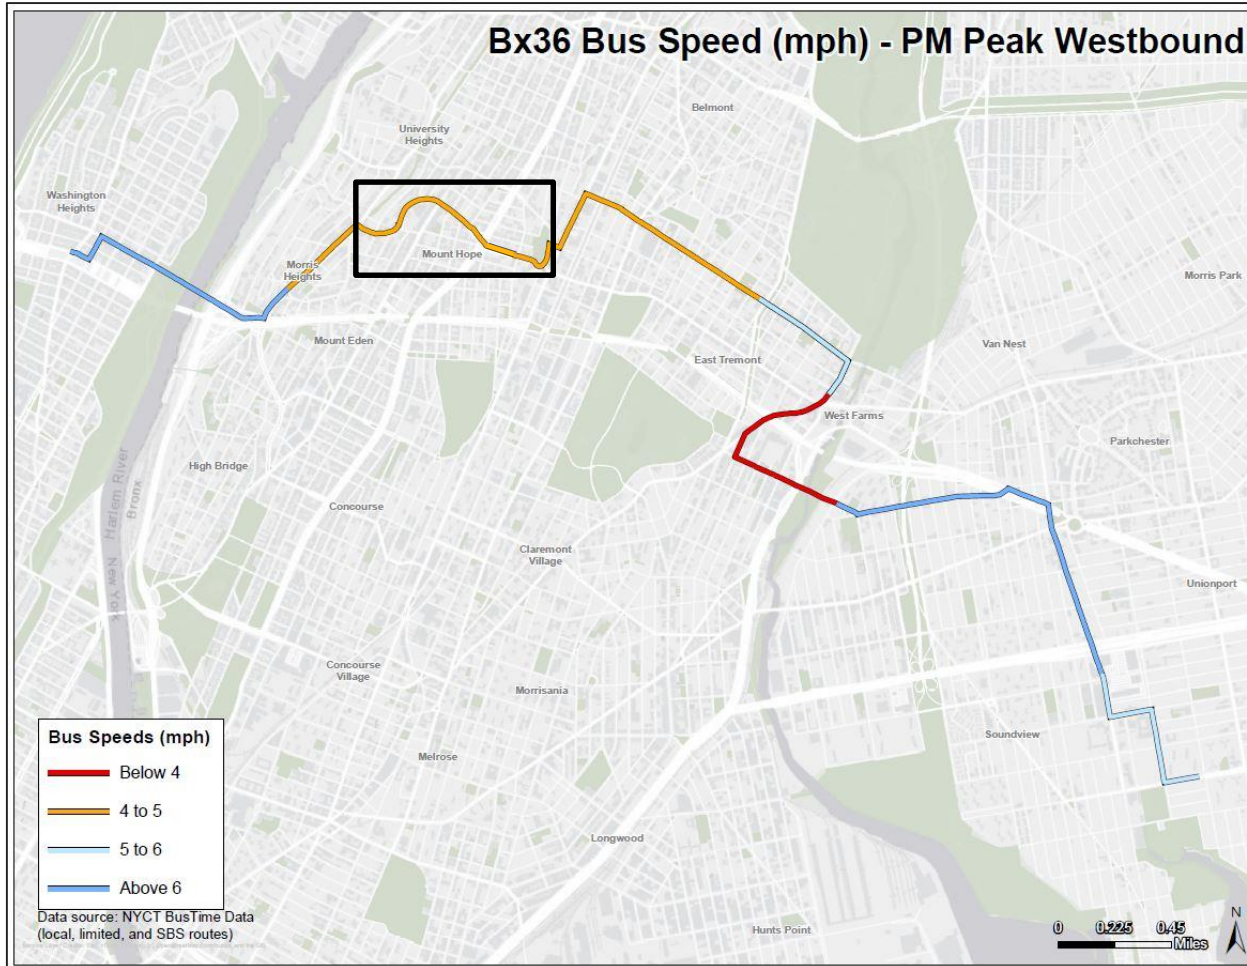 Bx36 Bus Speed (mph) - PM Peak Westbound
Belmont
University
Heights
Washington
Heights
Mount Hope
Morris
Heights
Morris Park
Mount Eden
Van Nest
East Tremont
West Farms
Parkchester
High Bridge
Harlem River
Bronx
New York
Concourse
Claremont
Village
Unionport
Concourse
Village
Morrisania
Soundview
Melrose
Longwood
Hunts Point
Bus Speeds (mph)
Below 4
4 to 5
5 to 6
Above 6
Data source: NYCT BusTime Data
(local, limited, and SBS routes)
0 0.225 0.45
Miles
N